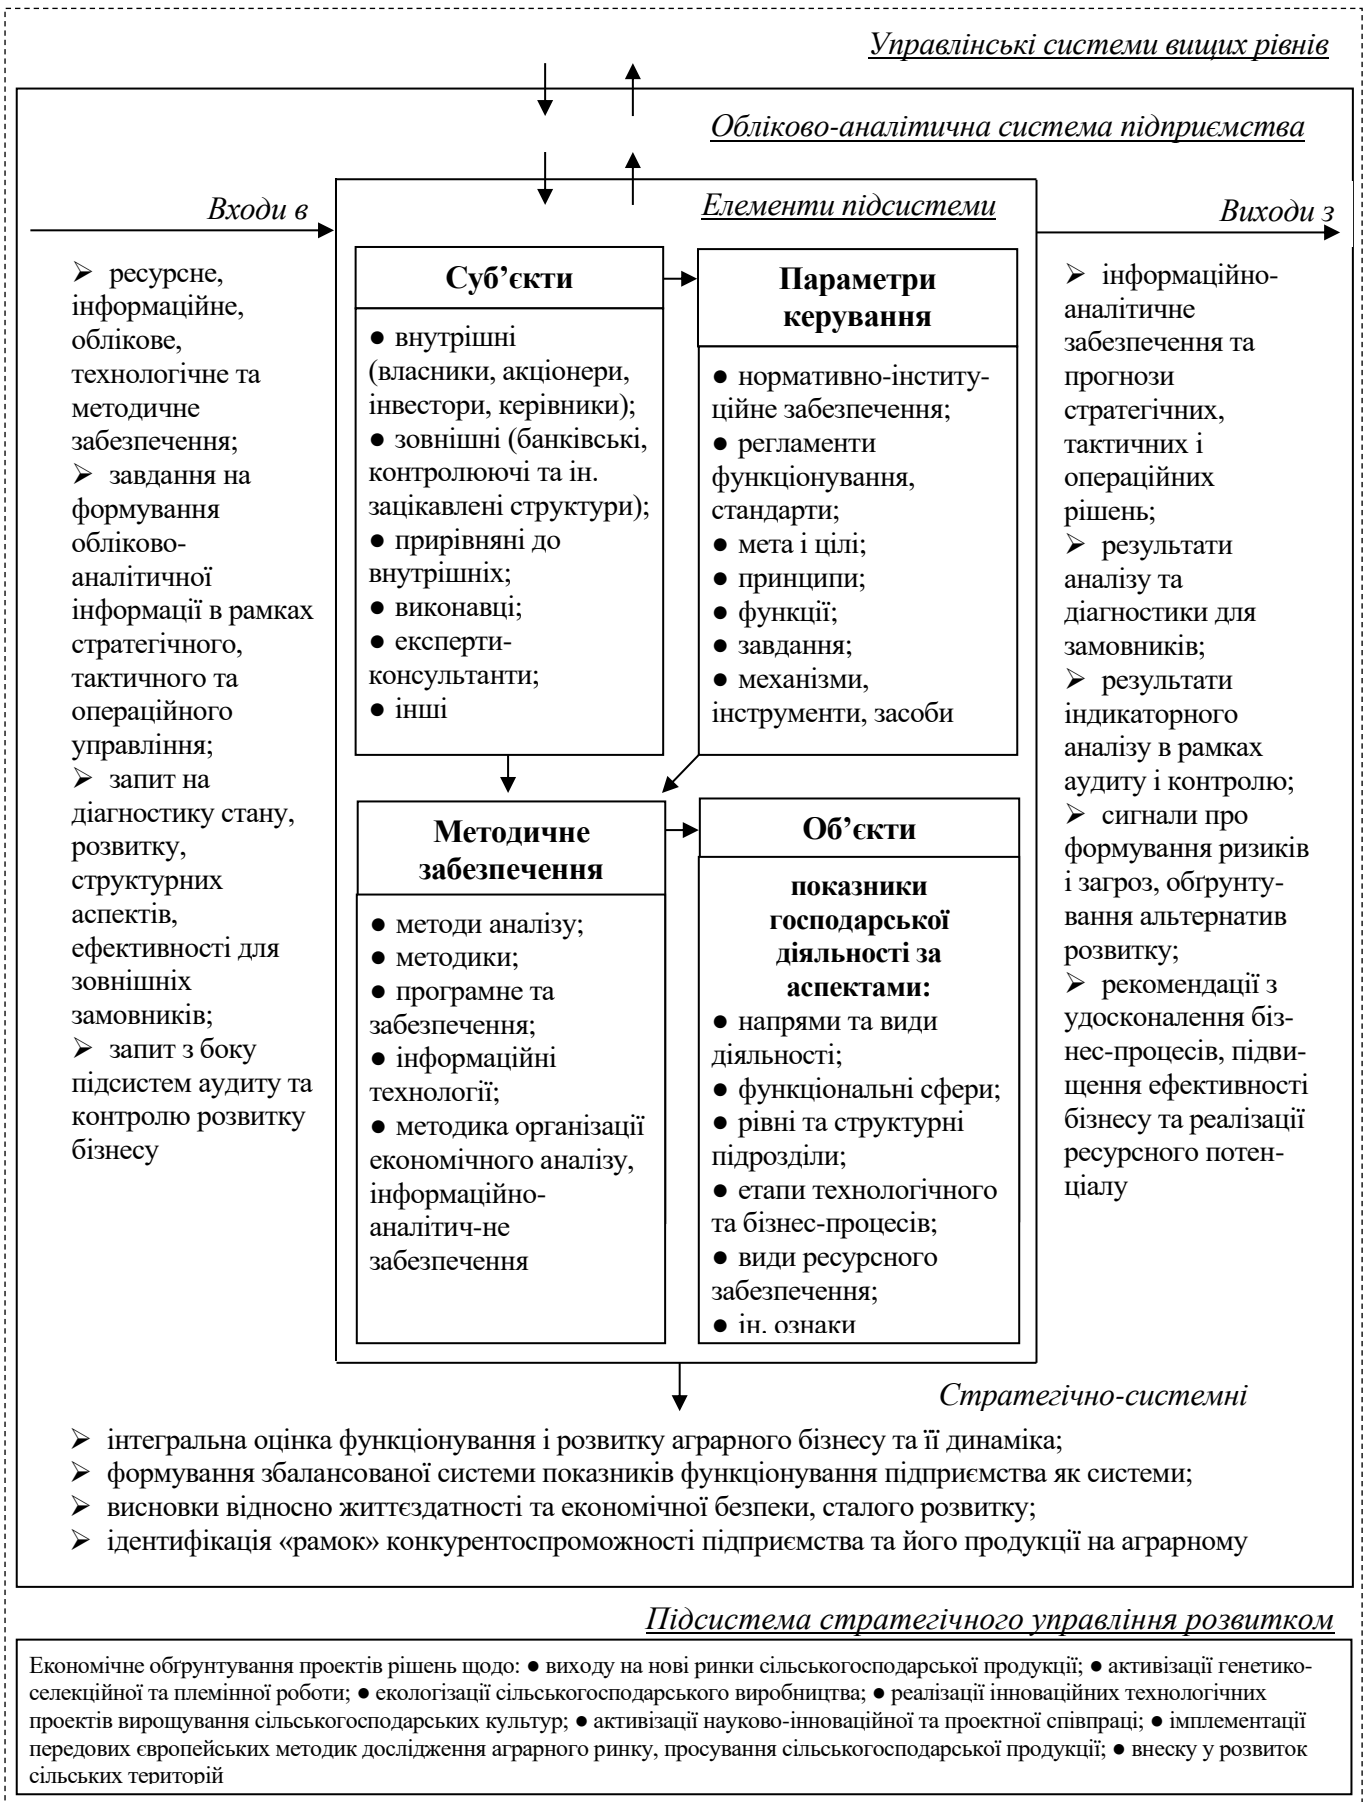 Управлінські системи вищих рівнів
Обліково-аналітична система підприємства
Входи в
Елементи підсистеми
Виходи з
➢ ресурсне,
інформаційне,
облікове,
технологічне та
методичне
забезпечення;
➢ завдання на
формування
обліково-
аналітичної
інформації в рамках
стратегічного,
тактичного та
операційного
управління;
➢ запит на
діагностику стану,
розвитку,
структурних
аспектів,
ефективності для
зовнішніх
замовників;
➢ запит з боку
підсистем аудиту та
контролю розвитку
бізнесу
Суб’єкти
● внутрішні
(власники, акціонери,
інвестори, керівники);
● зовнішні (банківські,
контролюючі та ін.
зацікавлені структури);
● прирівняні до
внутрішніх;
● виконавці;
● експерти-
консультанти;
● інші
Параметри
керування
● нормативно-институ-
ційне забезпечення;
● регламенти
функціонування,
стандарти;
● мета і цілі;
● принципи;
● функції;
● завдання;
● механізми,
інструменти, засоби
Методичне
забезпечення
● методи аналізу;
● методики;
● програмне та
забезпечення;
● інформаційні
технології;
● методика організації
економічного аналізу,
інформаційно-
аналітич-не
забезпечення
Об’єкти
показники
господарської
діяльності за
аспектами:
● напрями та види
діяльності;
● функціональні сфери;
● рівні та структурні
підрозділи;
● етапи технологічного
та бізнес-процесів;
● види ресурсного
забезпечення;
● ін. ознаки
➢ інформаційно-
аналітичне
забезпечення та
прогнози
стратегічних,
тактичних і
операційних
рішень;
➢ результати
аналізу та
діагностики для
замовників;
➢ результати
індикаторного
аналізу в рамках
аудиту і контролю;
➢ сигнали про
формування ризиків
і загроз, обґрунту-
вання альтернатив
розвитку;
➢ рекомендації з
удосконалення біз-
нес-процесів, підви-
щення ефективності
бізнесу та реалізації
ресурсного потен-
ціалу
Стратегічно-системні
➢ інтегральна оцінка функціонування і розвитку аграрного бізнесу та її динаміка;
➢ формування збалансованої системи показників функціонування підприємства як системи;
➢ висновки відносно життєздатності та економічної безпеки, сталого розвитку;
➢ ідентифікація «рамок» конкурентоспроможності підприємства та його продукції на аграрному
Підсистема стратегічного управління розвитком
Економічне обґрунтування проектів рішень щодо: ● виходу на нові ринки сільськогосподарської продукції; ● активізації генетико-
селекційної та племінної роботи; ● екологізації сільськогосподарського виробництва; ● реалізації інноваційних технологічних
проектів вирощування сільськогосподарських культур; ● активізації науково-інноваційної та проектної співпраці; ● імплементації
передових європейських методик дослідження аграрного ринку, просування сільськогосподарської продукції; ● внеску у розвиток
сільських територій